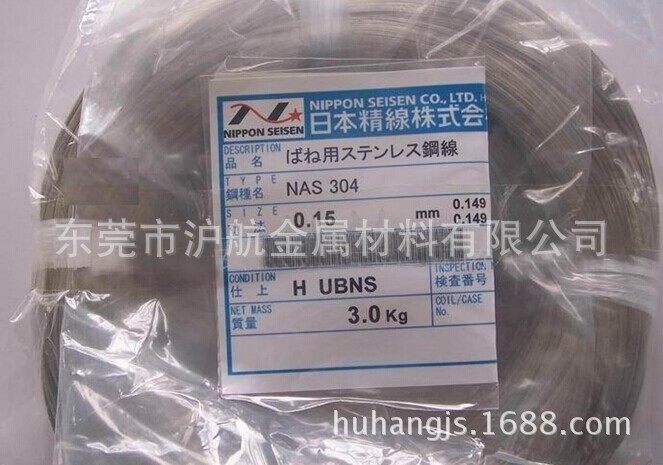 NIPPON SEISEN CO., LTD.
NIPPON SEISEN
日本精線株式会
DESCRIPTION
品名 ばね用ステンレス鋼線
TYPE
鋼種名 NAS 304
SIZE 0.15 mm 0.149
0.149
东莞市沪航金属材料有限公司
CONDITION
仕上 H UBNS
INSPECTION
検査番号
NET MASS
質量 3.0 Kg
COIL/CASE
No.
huhangjs.1688.com